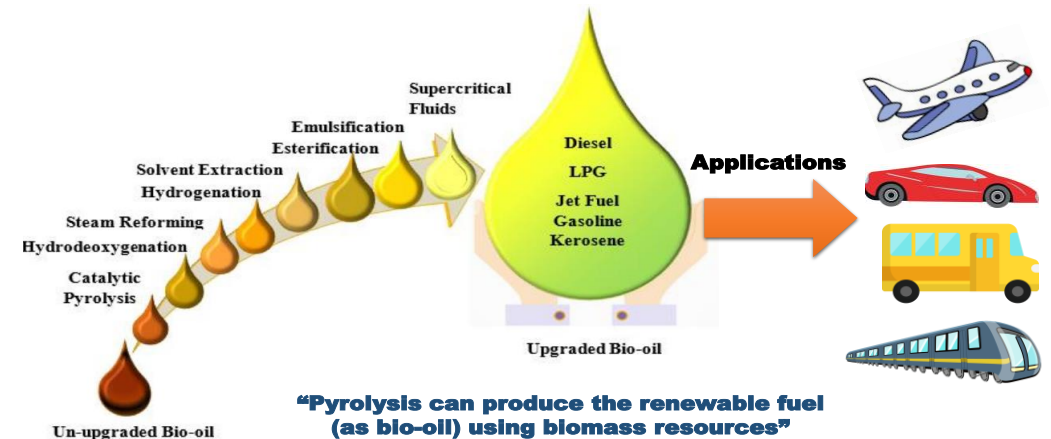 Supercritical
Fluids
Emulsification
Esterification
Solvent Extraction
Hydrogenation
Steam Reforming
Hydrodeoxygenation
Catalytic
Pyrolysis
Un-upgraded Bio-oil
Diesel
LPG
Jet Fuel
Gasoline
Kerosene
Upgraded Bio-oil
Applications
“Pyrolysis can produce the renewable fuel
(as bio-oil) using biomass resources”